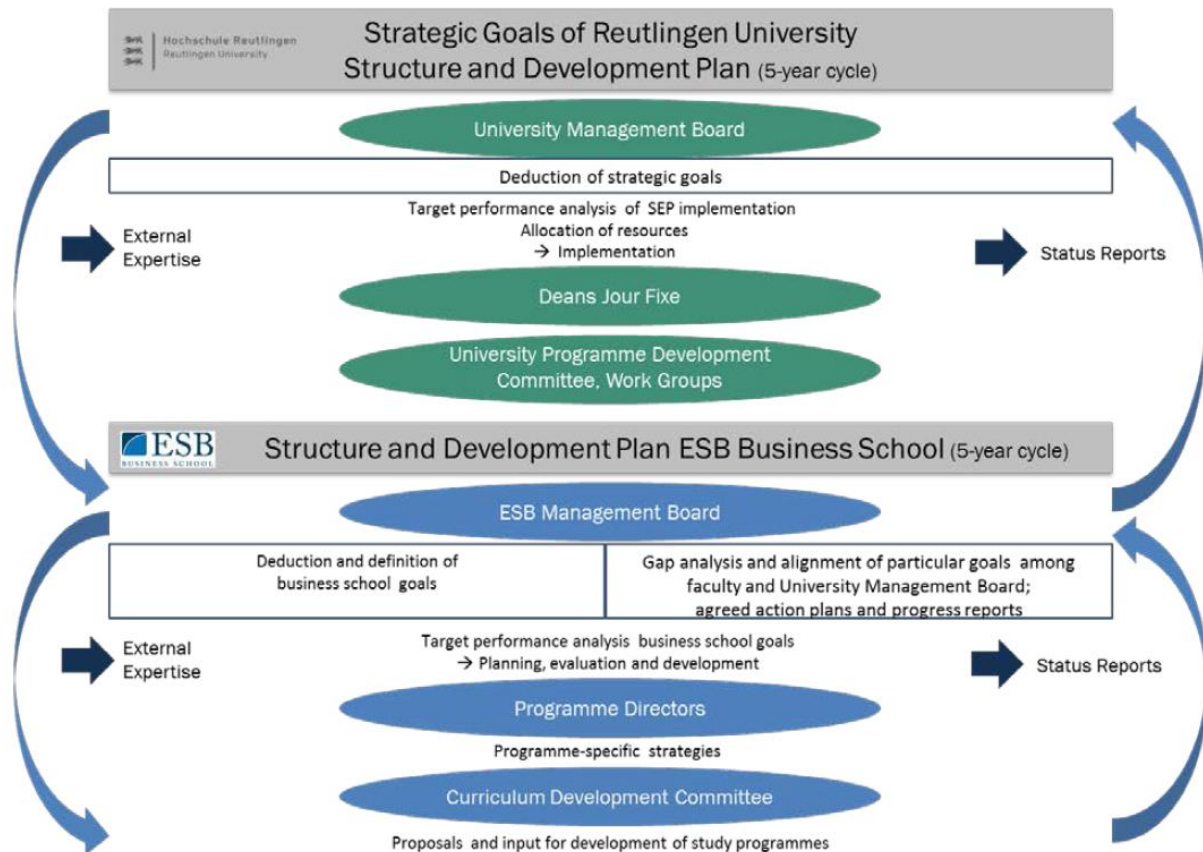 Hochschule Reutlingen
Reutlingen University
Strategic Goals of Reutlingen University
Structure and Development Plan (5-year cycle)
University Management Board
Deduction of strategic goals
Target performance analysis of SEP implementation
Allocation of resources
→ Implementation
External
Expertise
Status Reports
Deans Jour Fixe
University Programme Development
Committee, Work Groups
ESB
BUSINESS SCHOOL
Structure and Development Plan ESB Business School (5-year cycle)
ESB Management Board
Deduction and definition of
business school goals
Gap analysis and alignment of particular goals among
faculty and University Management Board;
agreed action plans and progress reports
Target performance analysis business school goals
→ Planning, evaluation and development
External
Expertise
Status Reports
Programme Directors
Programme-specific strategies
Curriculum Development Committee
Proposals and input for development of study programmes